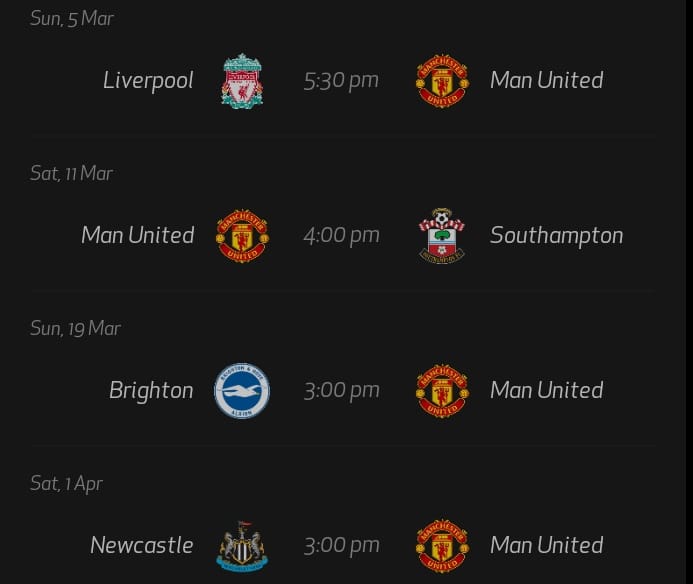 Sun, 5 Mar
Liverpool 5:30 pm Man United
Sat, 11 Mar
Man United 4:00 pm Southampton
Sun, 19 Mar
Brighton 3:00 pm Man United
Sat, 1 Apr
Newcastle 3:00 pm Man United